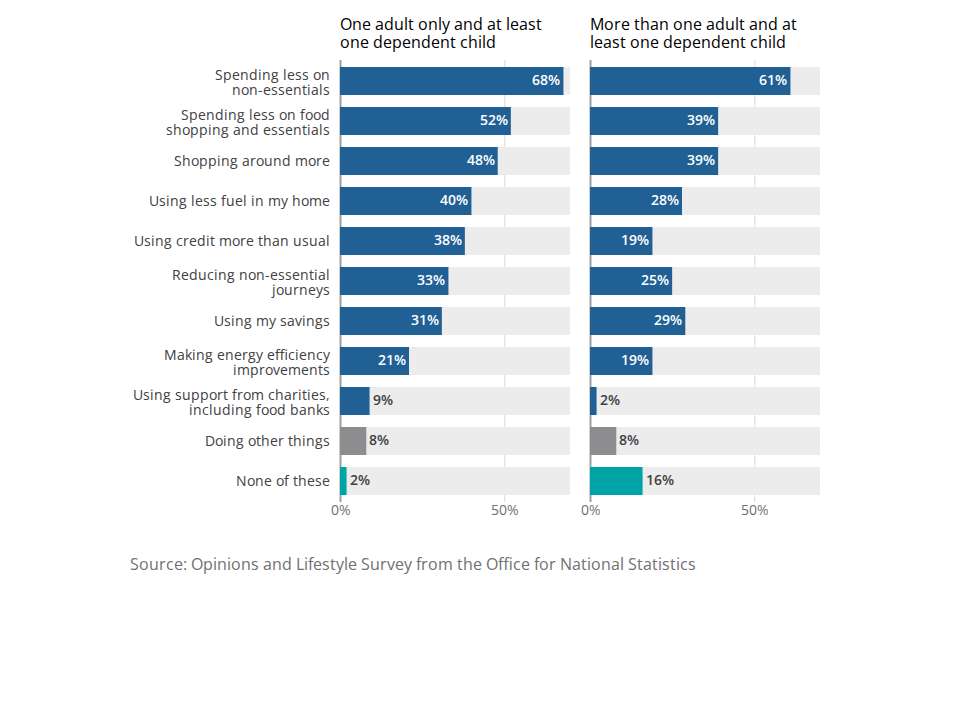 One adult only and at least
one dependent child
More than one adult and at
least one dependent child
Spending less on
non-essentials
68%
61%
Spending less on food
shopping and essentials
52%
39%
Shopping around more
48%
39%
Using less fuel in my home
40%
28%
Using credit more than usual
38%
19%
Reducing non-essential
journeys
33%
25%
Using my savings
31%
29%
Making energy efficiency
improvements
21%
19%
Using support from charities,
including food banks
9%
2%
Doing other things
8%
8%
None of these
2%
16%
0%
50%
0%
50%
Source: Opinions and Lifestyle Survey from the Office for National Statistics